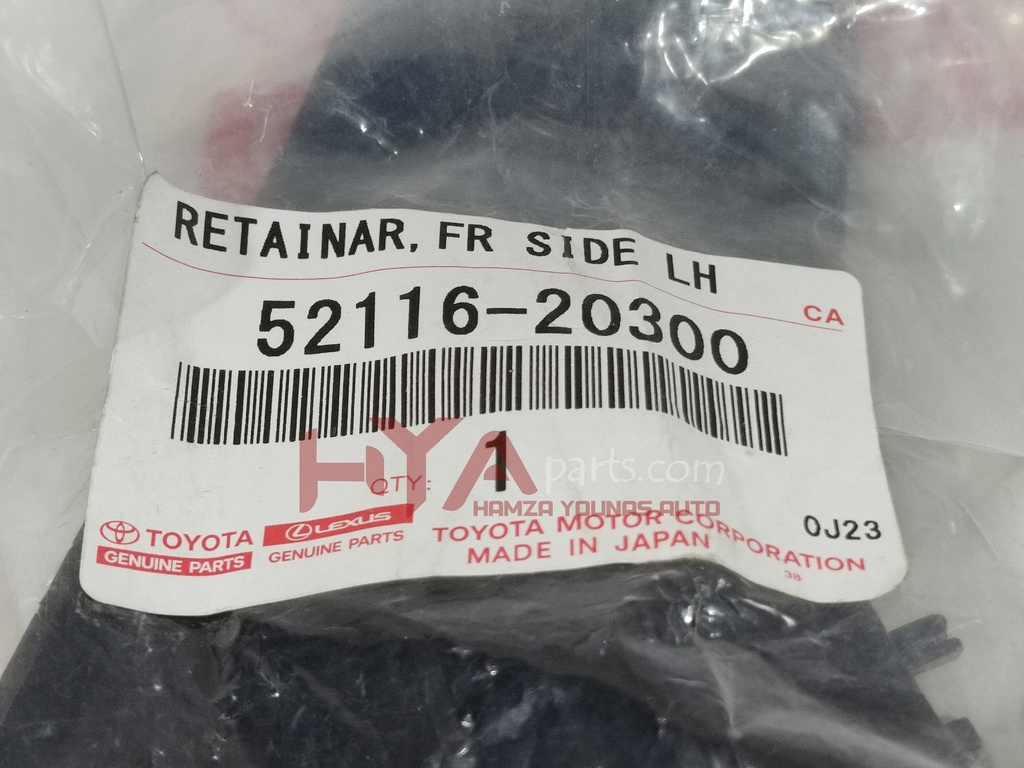 RETAINAR, FR SIDE LH
CA
52116-20300
QTY: 1
HYA parts.com
HAMZA YOUNAS AUTO
TOYOTA
GENUINE PARTS
LEXUS
GENUINE PARTS
TOYOTA MOTOR CORPORATION
MADE IN JAPAN
0J23
38